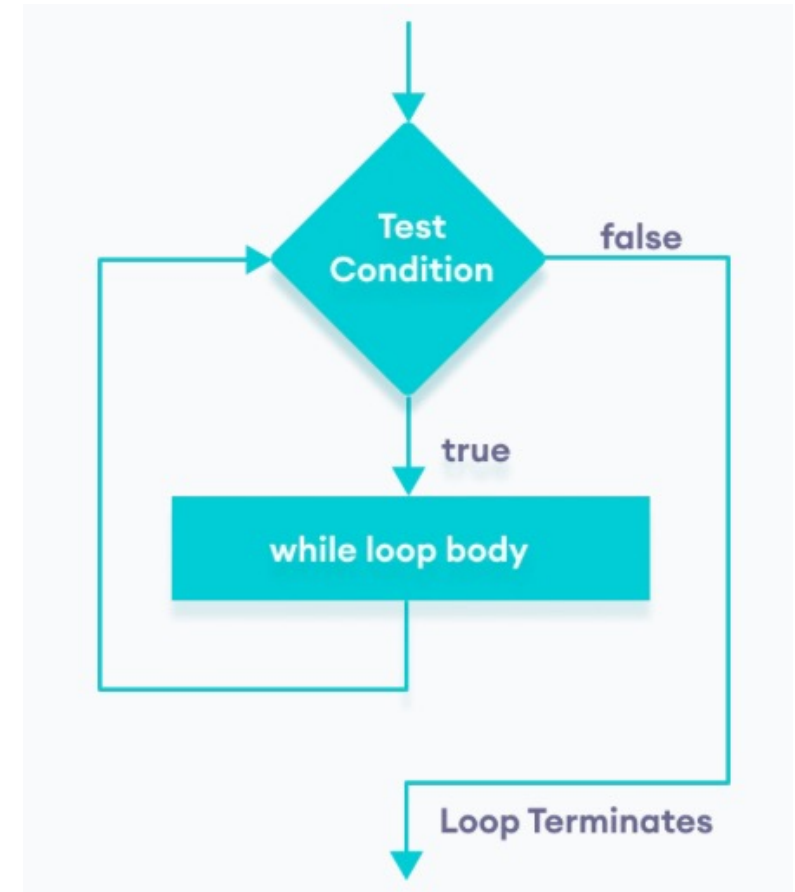 Test
Condition
false
true
while loop body
Loop Terminates